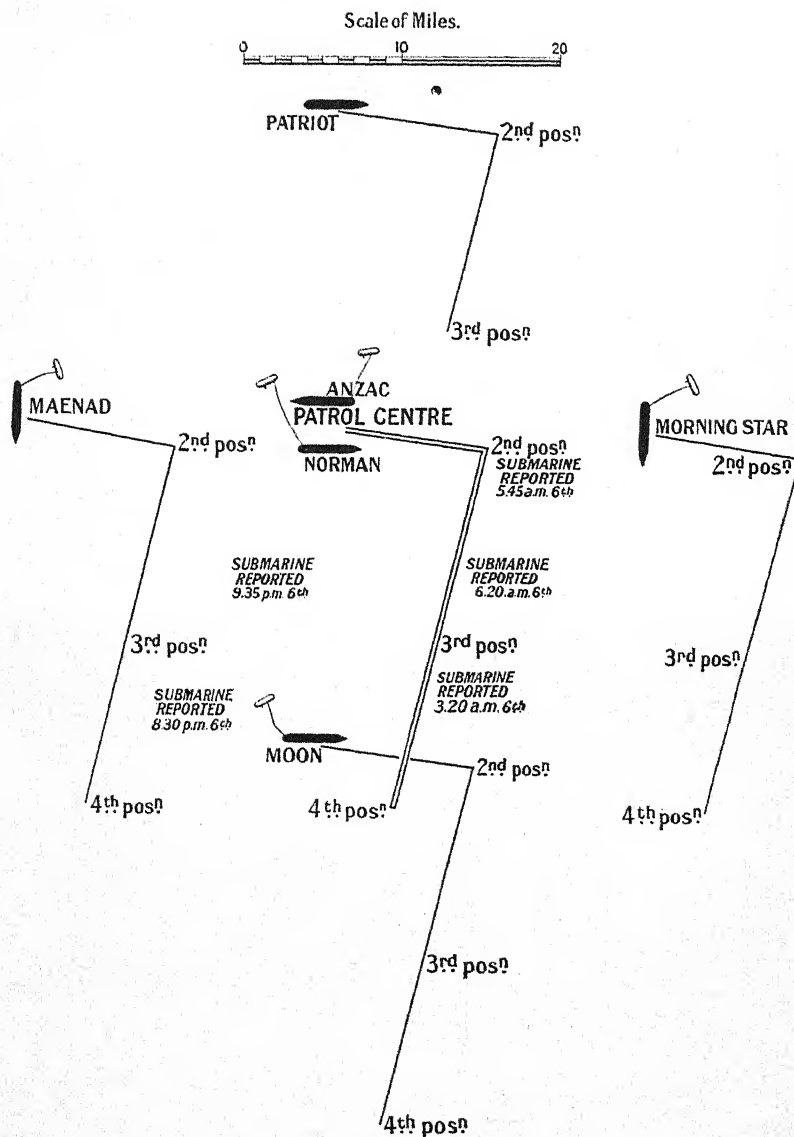 Scale of Miles.
0 10 20
PATRIOT
2nd posn
3rd posn
MAENAD
ANZAC
PATROL CENTRE
NORMAN
MORNING STAR
2nd posn
2nd posn
2nd posn
SUBMARINE
REPORTED
5.45 a.m. 6th
SUBMARINE
REPORTED
9.35 p.m. 6th
SUBMARINE
REPORTED
6.20. a.m. 6th
3rd posn
3rd posn
3rd posn
SUBMARINE
REPORTED
8.30 p.m. 6th
SUBMARINE
REPORTED
3.20 a.m. 6th
MOON
2nd posn
4th posn
4th posn
4th posn
3rd posn
4th posn